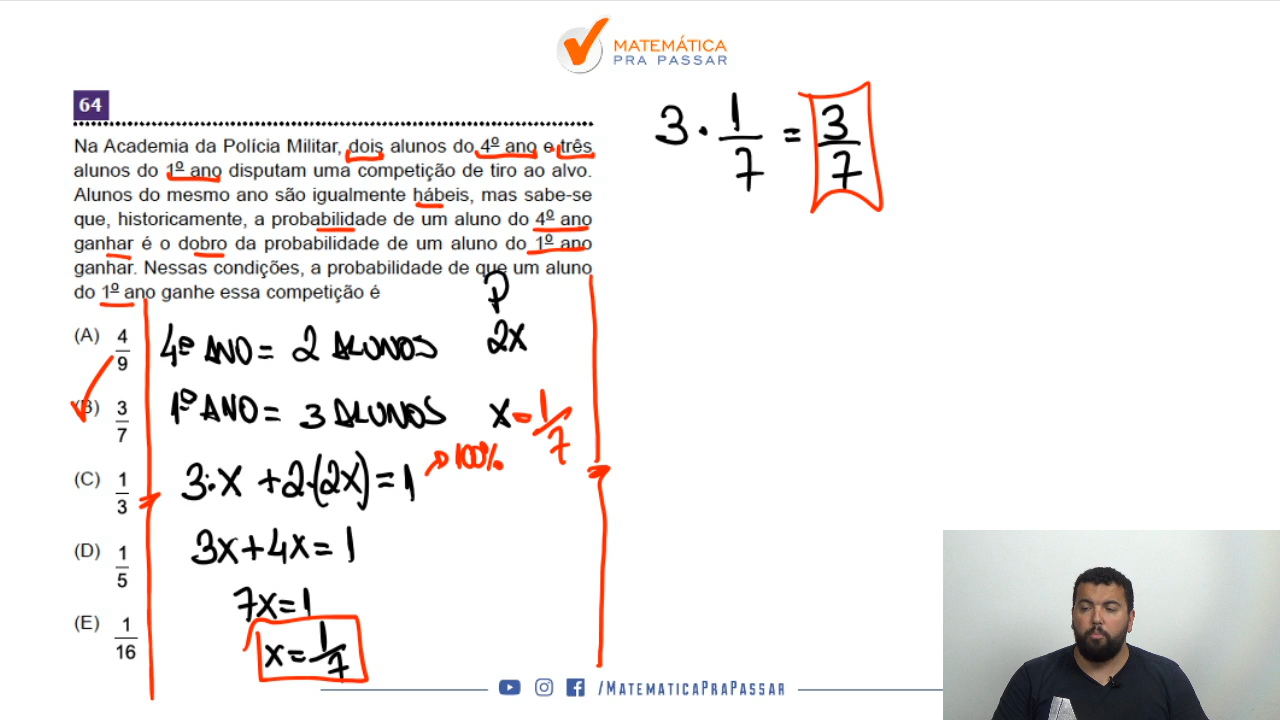 MATEMÁTICA
PRA PASSAR
64
Na Academia da Polícia Militar, dois alunos do 4º ano e três
alunos do 1º ano disputam uma competição de tiro ao alvo.
Alunos do mesmo ano são igualmente hábeis, mas sabe-se
que, historicamente, a probabilidade de um aluno do 4º ano
ganhar é o dobro da probabilidade de um aluno do 1º ano
ganhar. Nessas condições, a probabilidade de que um aluno
do 1º ano ganhe essa competição é
(A) 4/9
(B) 3/7
(C) 1/3
(D) 1/5
(E) 1/16
P
4º ANO = 2 ALUNOS 2x
1º ANO = 3 ALUNOS x = 1/7
3·x + 2·(2x) = 1 → 100%
3x + 4x = 1
7x = 1
x = 1/7
3 · 1/7 = 3/7
/MATEMATICAPRAPASSAR